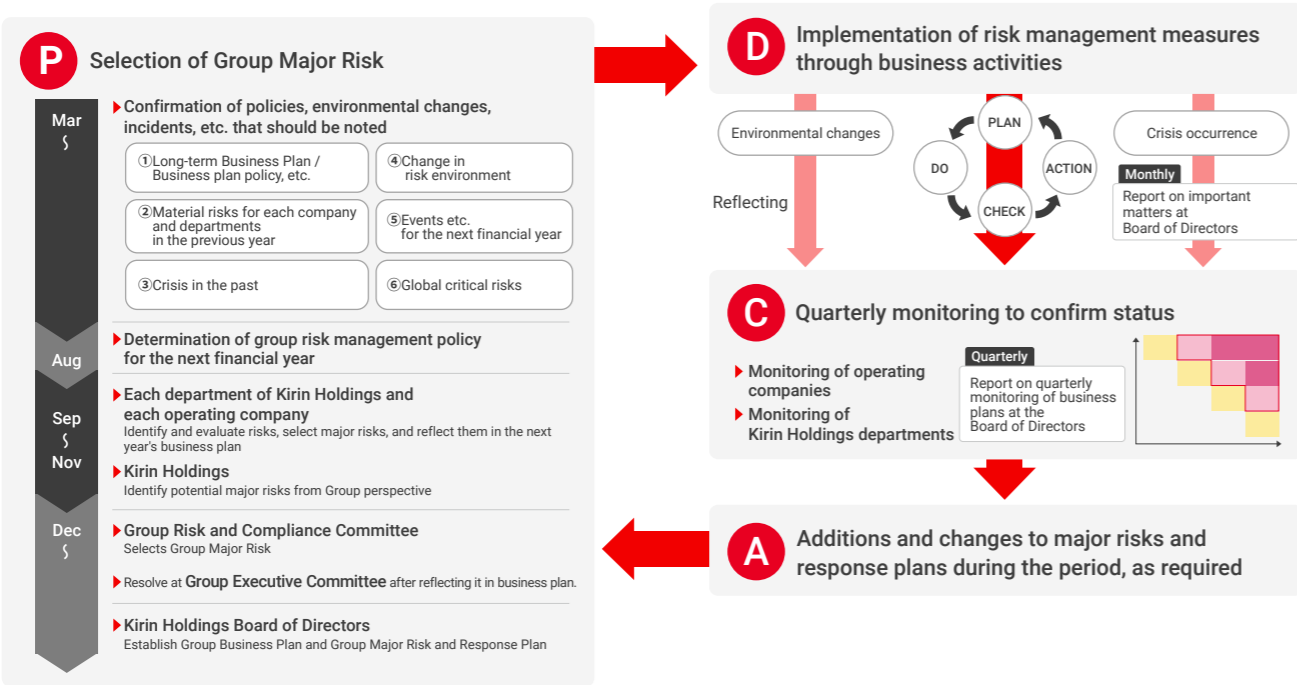 P
Selection of Group Major Risk
Mar
Confirmation of policies, environmental changes,
incidents, etc. that should be noted
①Long-term Business Plan /
Business plan policy, etc.
④Change in
risk environment
②Material risks for each company
and departments
in the previous year
⑤Events etc.
for the next financial year
③Crisis in the past
⑥Global critical risks
Aug
Determination of group risk management policy
for the next financial year
Sep
Nov
Each department of Kirin Holdings and
each operating company
Identify and evaluate risks, select major risks, and reflect them in the next
year's business plan
Kirin Holdings
Identify potential major risks from Group perspective
Dec
Group Risk and Compliance Committee
Selects Group Major Risk
Resolve at Group Executive Committee after reflecting it in business plan.
Kirin Holdings Board of Directors
Establish Group Business Plan and Group Major Risk and Response Plan
D
Implementation of risk management measures
through business activities
Environmental changes
Reflecting
PLAN
DO
ACTION
CHECK
Crisis occurrence
Monthly
Report on important
matters at
Board of Directors
C
Quarterly monitoring to confirm status
Monitoring of operating
companies
Monitoring of
Kirin Holdings departments
Quarterly
Report on quarterly
monitoring of business
plans at the
Board of Directors
A
Additions and changes to major risks and
response plans during the period, as required